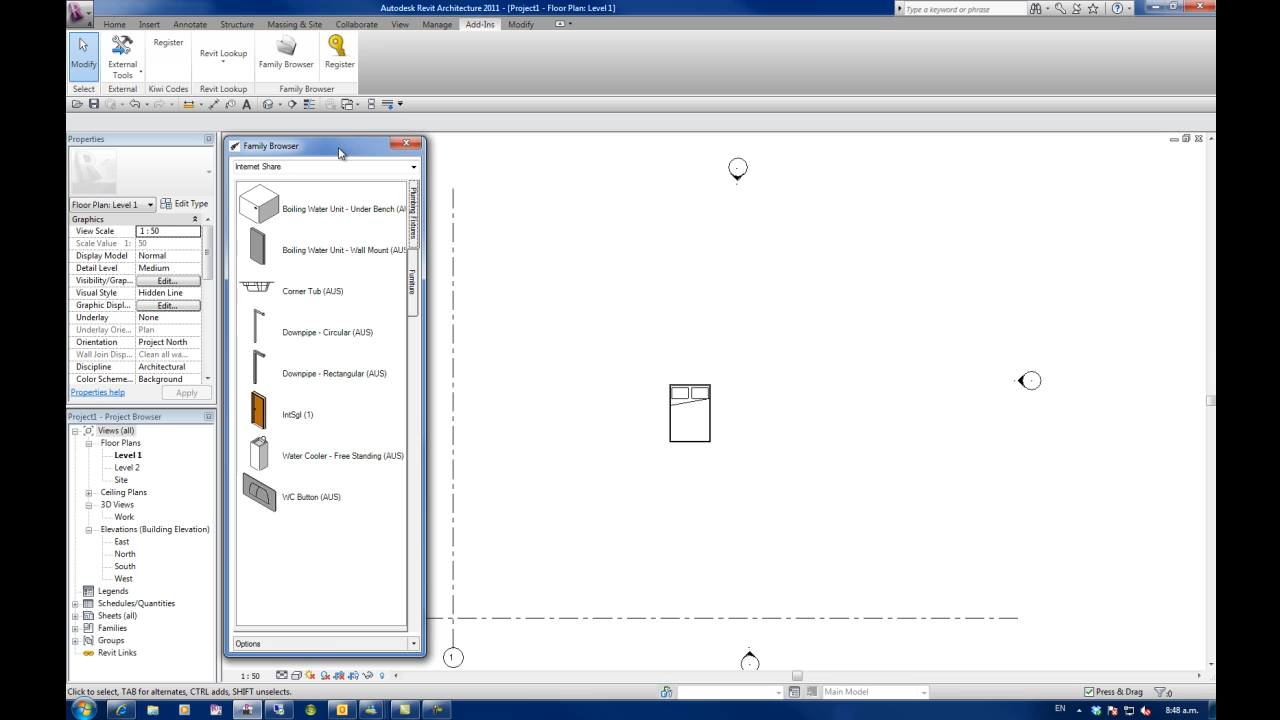 Autodesk Revit Architecture 2011 - [Project1 - Floor Plan: Level 1]
Type a keyword or phrase
Home Insert Annotate Structure Massing & Site Collaborate View Manage Add-Ins Modify
Modify
External Tools
Register
Revit Lookup
Family Browser
Register
Select External Kiwi Codes Revit Lookup Family Browser
Properties
Floor Plan: Level 1 Edit Type
Graphics
View Scale 1 : 50
Scale Value 1: 50
Display Model Normal
Detail Level Medium
Visibility/Grap... Edit...
Visual Style Hidden Line
Graphic Displ... Edit...
Underlay None
Underlay Orie... Plan
Orientation Project North
Wall Join Disp... Clean all wa...
Discipline Architectural
Color Scheme... Background
Properties help Apply
Project1 - Project Browser
Views (all)
Floor Plans
Level 1
Level 2
Site
Ceiling Plans
3D Views
Work
Elevations (Building Elevation)
East
North
South
West
Legends
Schedules/Quantities
Sheets (all)
Families
Groups
Revit Links
Family Browser
Internet Share
Plumbing Fixtures
Furniture
Boiling Water Unit - Under Bench (AU
Boiling Water Unit - Wall Mount (AUS
Corner Tub (AUS)
Downpipe - Circular (AUS)
Downpipe - Rectangular (AUS)
IntSgl (1)
Water Cooler - Free Standing (AUS)
WC Button (AUS)
Options
1
1 : 50
Click to select, TAB for alternates, CTRL adds, SHIFT unselects.
Main Model
Press & Drag
:0
EN
8:48 a.m.